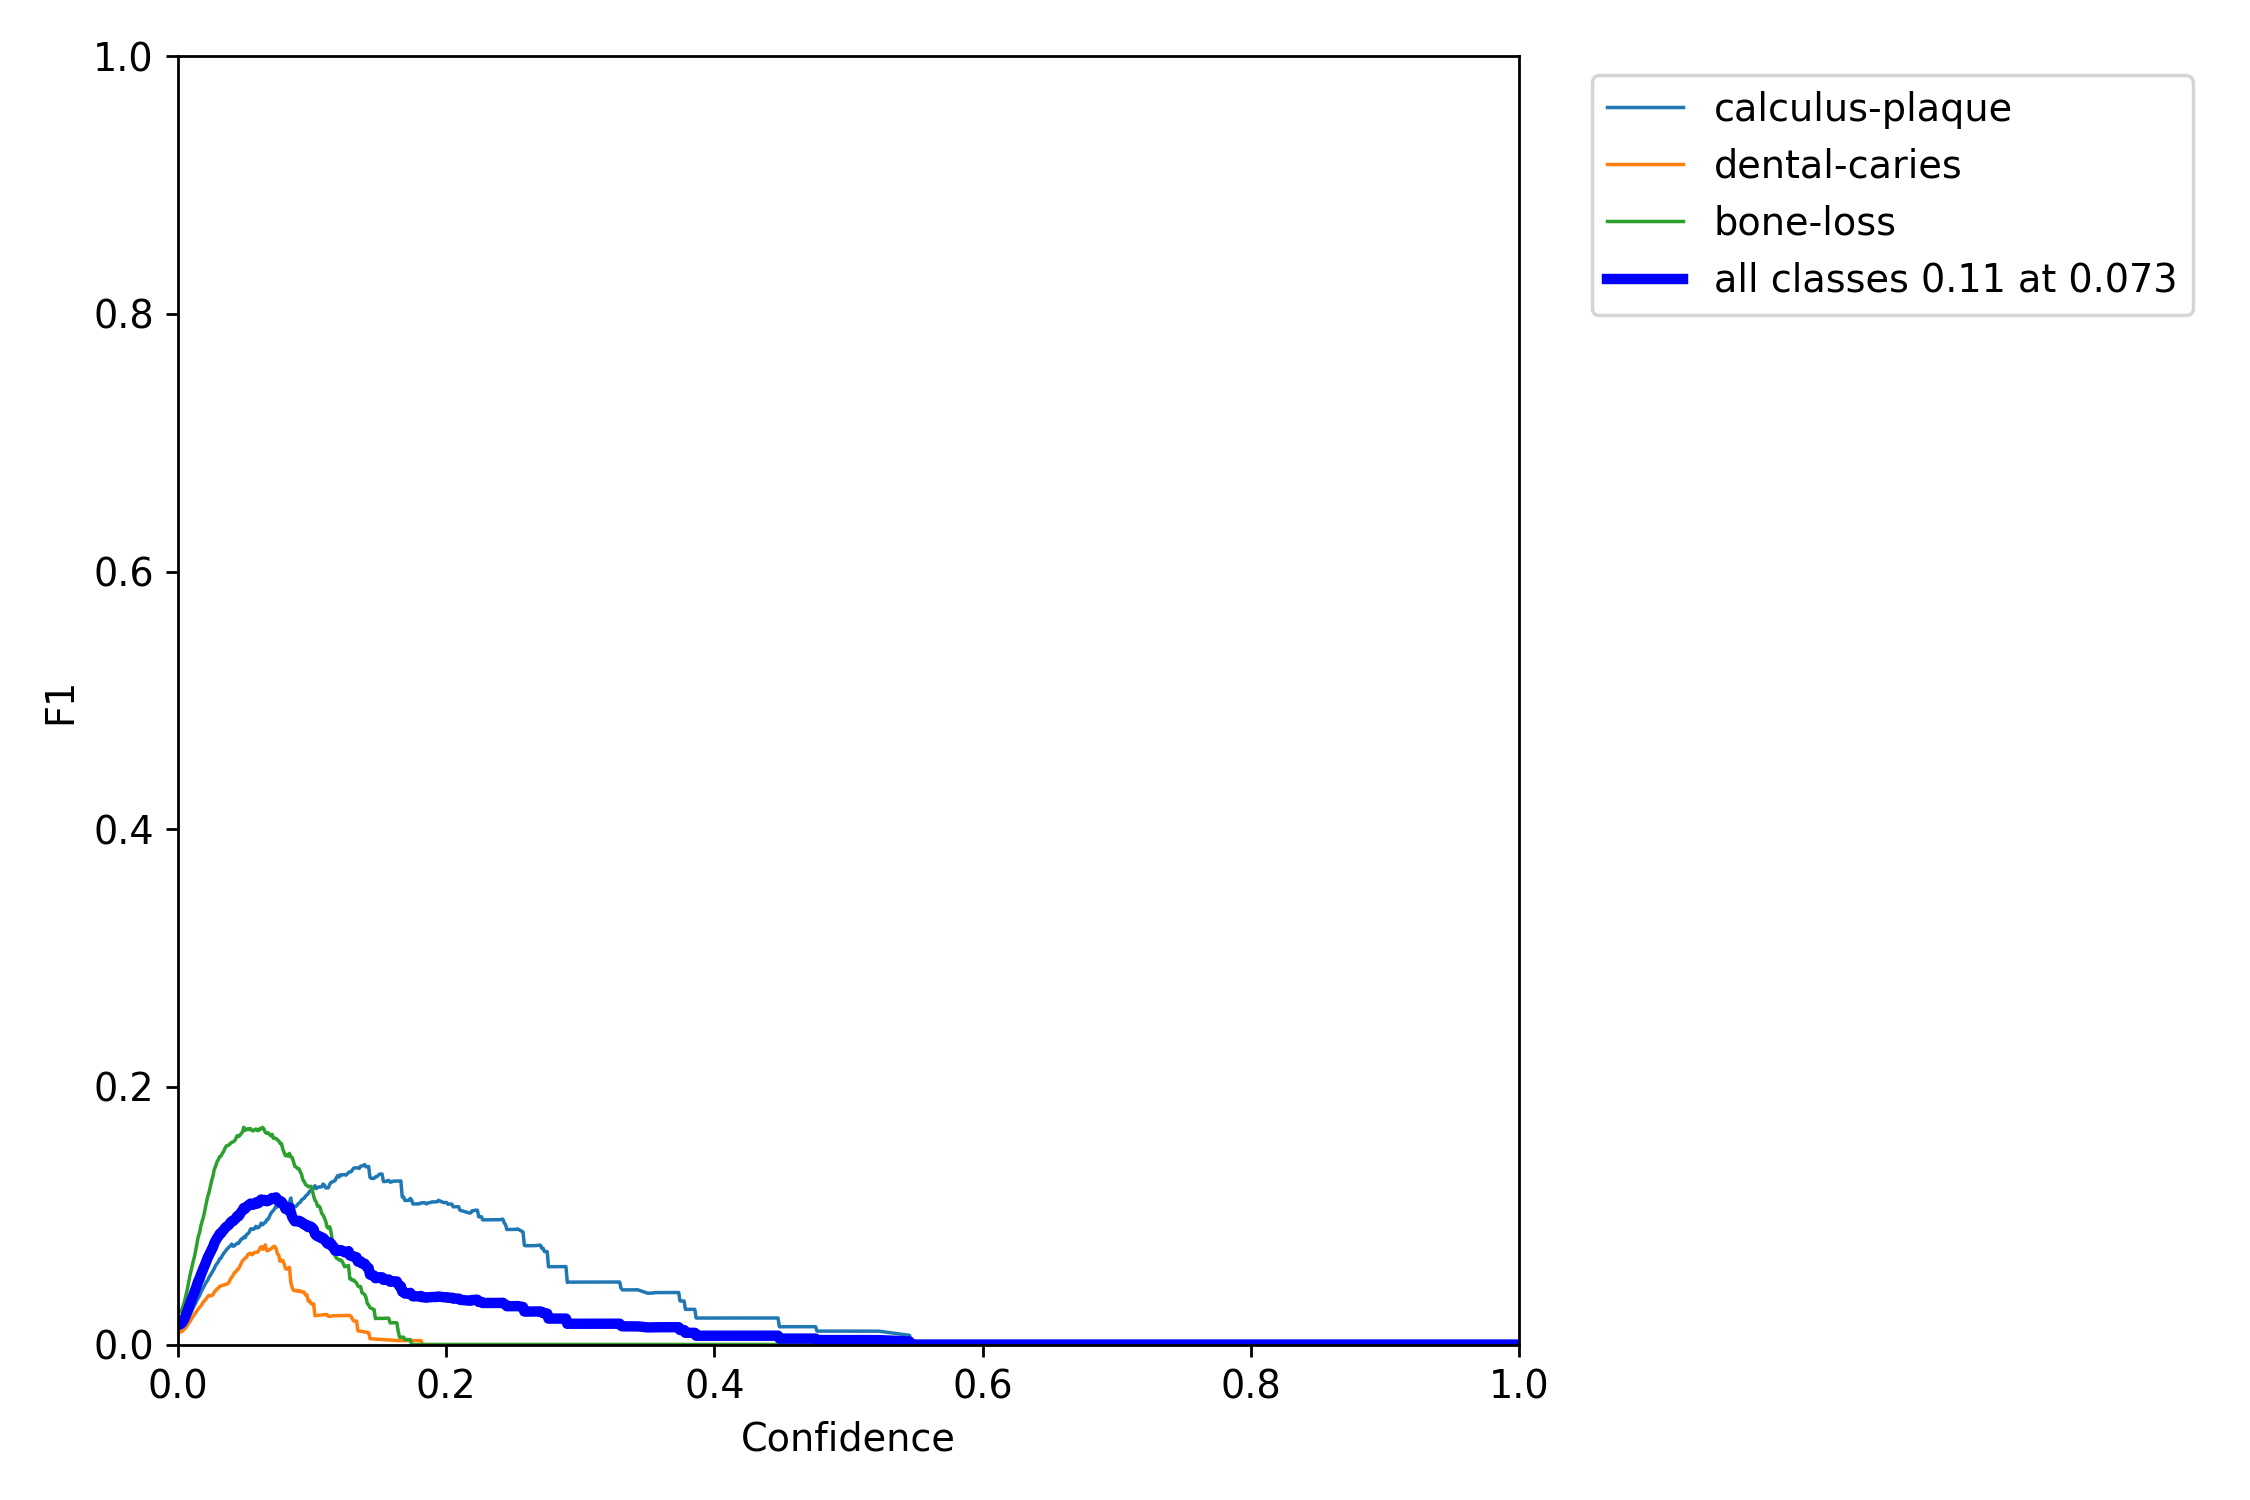 1.0
0.8
0.6
0.4
0.2
0.0
F1
0.0 0.2 0.4 0.6 0.8 1.0
Confidence
calculus-plaque
dental-caries
bone-loss
all classes 0.11 at 0.073